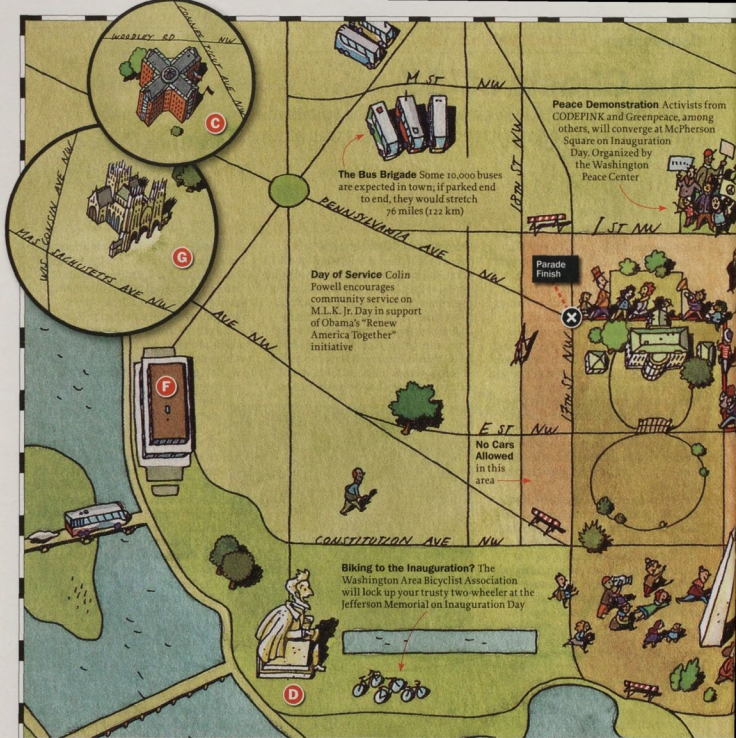 CONNECTICUT AVE NW
WOODLEY RD NW
C
WISCONSIN AVE NW
MASSACHUSETTS AVE NW
G
M ST NW
The Bus Brigade Some 10,000 buses
are expected in town; if parked end
to end, they would stretch
76 miles (122 km)
18TH ST NW
Peace Demonstration Activists from
CODEPINK and Greenpeace, among
others, will converge at McPherson
Square on Inauguration
Day. Organized by
the Washington
Peace Center
I ST NW
PENNSYLVANIA AVE NW
Parade
Finish
Day of Service Colin
Powell encourages
community service on
M.L.K. Jr. Day in support
of Obama's "Renew
America Together"
initiative
AVE NW
17TH ST NW
F
E ST NW
No Cars
Allowed
in this
area
CONSTITUTION AVE NW
Biking to the Inauguration? The
Washington Area Bicyclist Association
will lock up your trusty two-wheeler at the
Jefferson Memorial on Inauguration Day
D